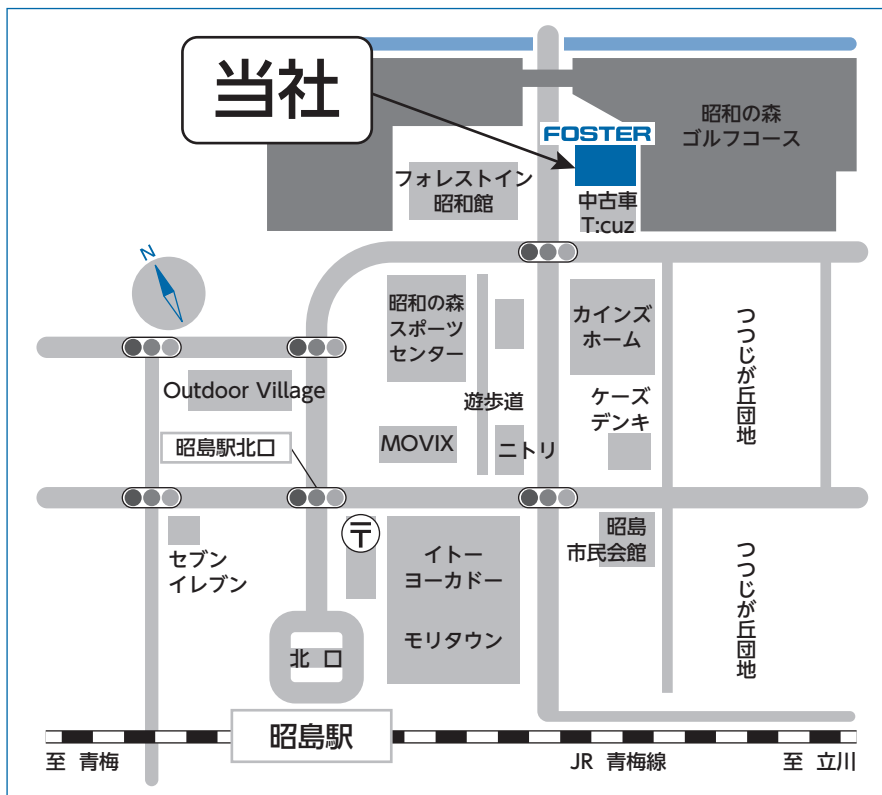 当社
昭和の森
ゴルフコース
FOSTER
フォレストイン
昭和館
中古車
T:cuz
N
昭和の森
スポーツ
センター
カインズ
ホーム
つつじが丘団地
Outdoor Village
遊歩道
ケーズ
デンキ
昭島駅北口
MOVIX
ニトリ
〒
セブン
イレブン
イトー
ヨーカドー
モリタウン
昭島
市民会館
つつじが丘団地
北 口
昭島駅
至 青梅
JR 青梅線
至 立川